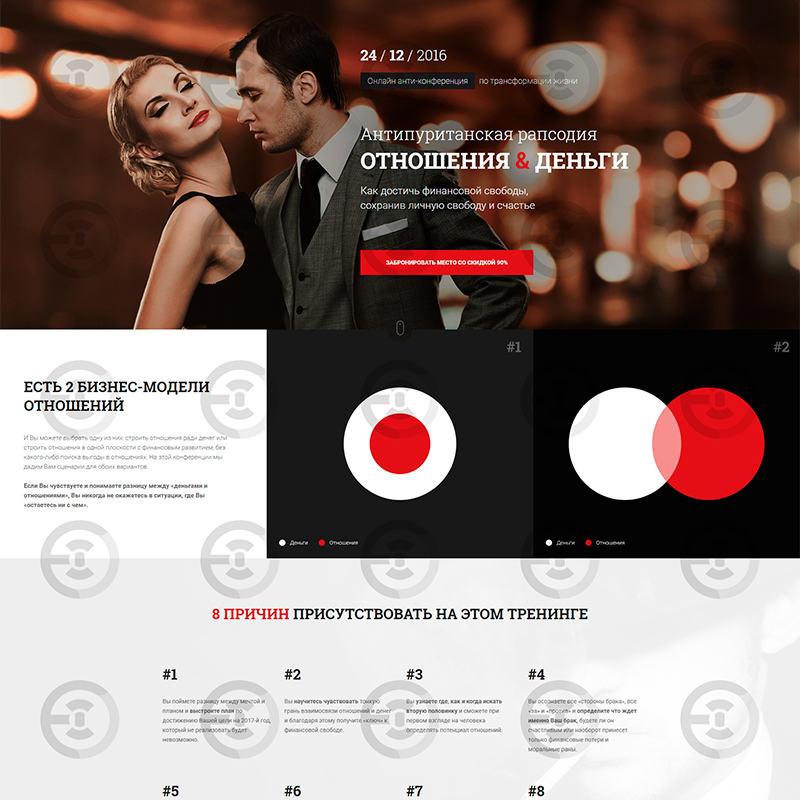 24 / 12 / 2016
Онлайн анти-конференция по трансформации жизни
Антипуританская рапсодия
ОТНОШЕНИЯ & ДЕНЬГИ
Как достичь финансовой свободы,
сохранив личную свободу и счастье
ЗАБРОНИРОВАТЬ МЕСТО СО СКИДКОЙ 90%
ЕСТЬ 2 БИЗНЕС-МОДЕЛИ
ОТНОШЕНИЙ
И Вы можете выбрать одну из них: строить отношения ради денег или
строить отношения в одной плоскости с финансовым развитием, без
какого-либо поиска выгоды в отношениях. На этой конференции мы
дадим Вам сценарии для обоих вариантов.
Если Вы чувствуете и понимаете разницу между «деньгами и
отношениями», Вы никогда не окажетесь в ситуации, где Вы
«остаетесь ни с чем».
#1
Деньги Отношения
#2
Деньги Отношения
8 ПРИЧИН ПРИСУТСТВОВАТЬ НА ЭТОМ ТРЕНИНГЕ
#1
Вы поймете разницу между мечтой и
планом и выстроите план по
достижению Вашей цели на 2017-й год,
который не реализовать будет
невозможно.
#2
Вы научитесь чувствовать тонкую
грань взаимосвязи отношений и денег
и благодаря этому получите «ключ» к
финансовой свободе.
#3
Вы узнаете где, как и когда искать
вторую половинку и сможете при
первом взгляде на человека
определять потенциал отношений.
#4
Вы осознаете все «стороны брака», все
«за» и «против» и определите что ждет
именно Ваш брак, будете ли он
счастливым или наоборот принесет
только финансовые потери и
моральные раны.
#5
#6
#7
#8